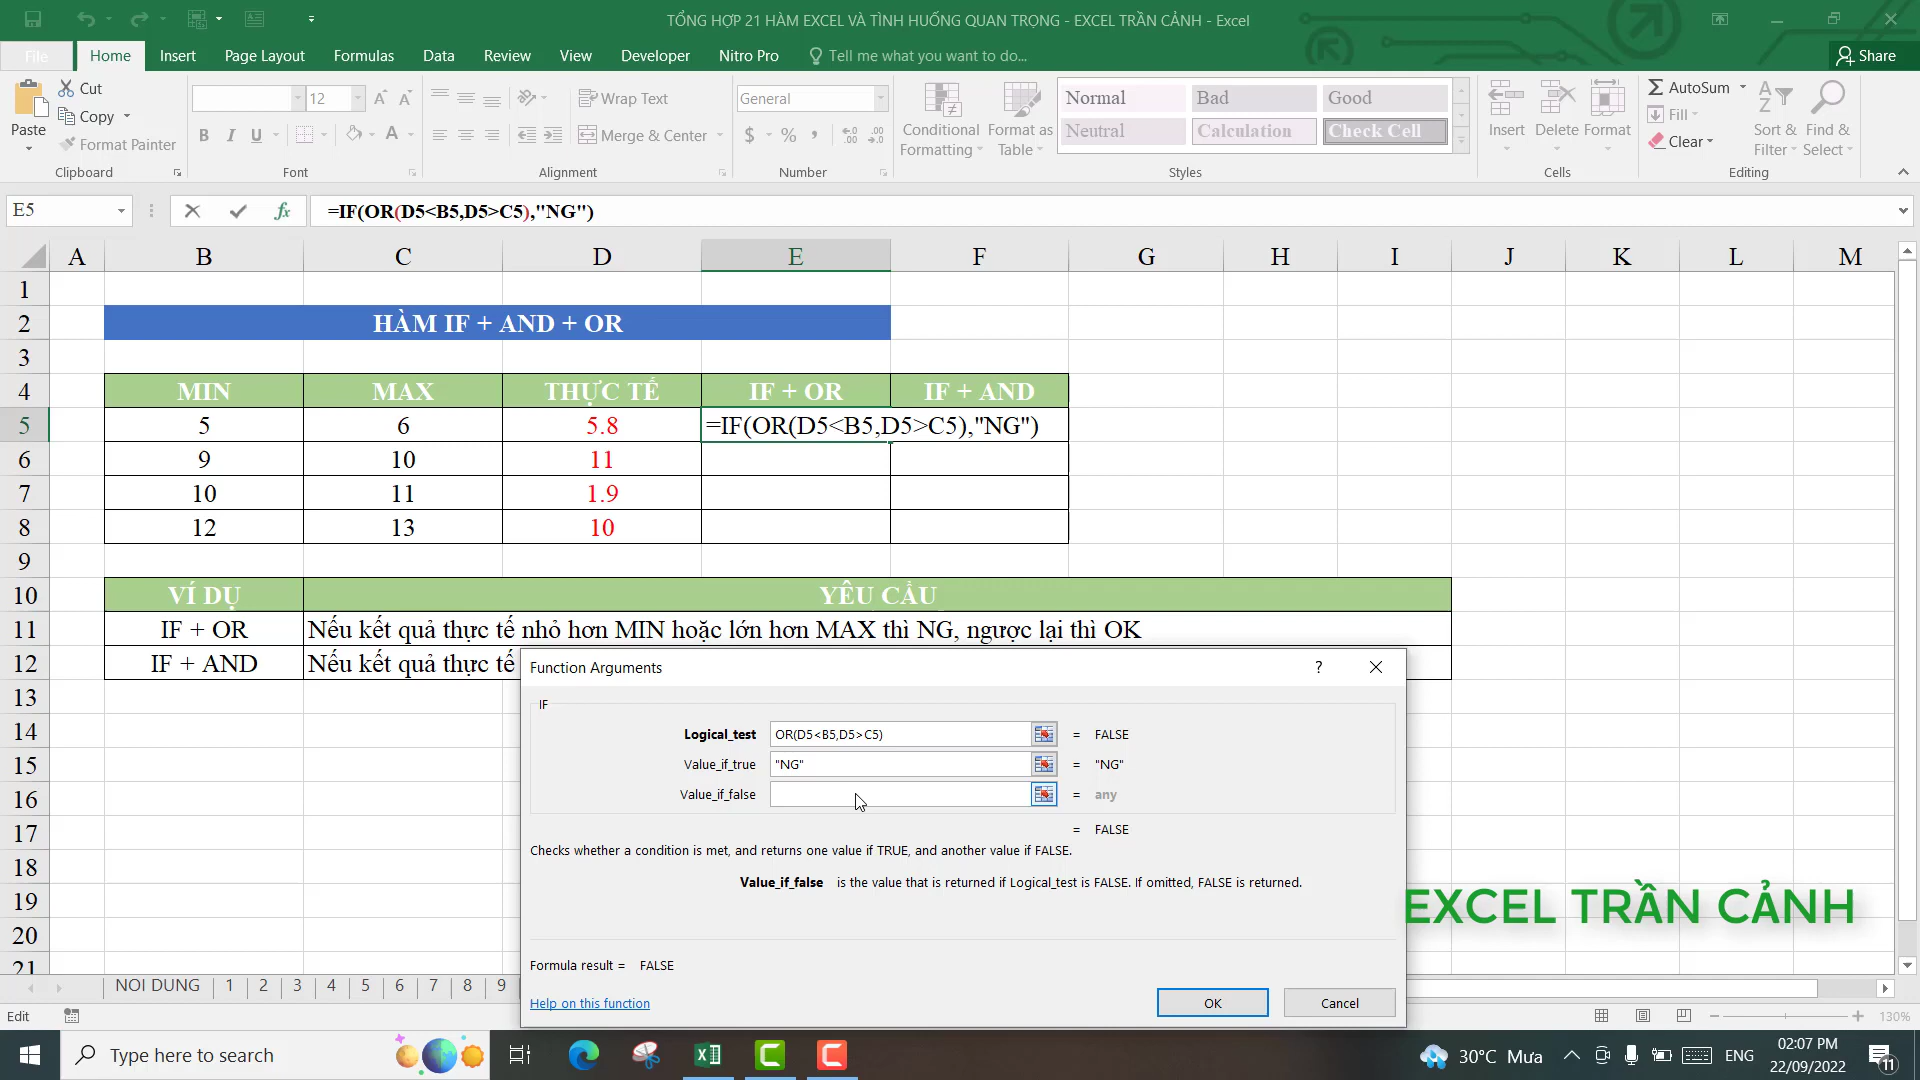 TỔNG HỢP 21 HÀM EXCEL VÀ TÌNH HUỐNG QUAN TRỌNG - EXCEL TRẦN CẢNH - Excel
File Home Insert Page Layout Formulas Data Review View Developer Nitro Pro Tell me what you want to do... Share
Paste
Cut
Copy
Format Painter
Clipboard
12
B I U
Font
Wrap Text
Merge & Center
Alignment
General
$ %
Number
Conditional Formatting
Format as Table
Normal Bad Good
Neutral Calculation Check Cell
Styles
Insert Delete Format
Cells
AutoSum
Fill
Clear
Sort & Filter
Find & Select
Editing
E5 fx =IF(OR(D5<B5,D5>C5),"NG")
A B C D E F G H I J K L M
1
2 HÀM IF + AND + OR
3
4 MIN MAX THỰC TẾ IF + OR IF + AND
5 5 6 5.8 =IF(OR(D5<B5,D5>C5),"NG")
6 9 10 11
7 10 11 1.9
8 12 13 10
9
10 VÍ DỤ YÊU CẦU
11 IF + OR Nếu kết quả thực tế nhỏ hơn MIN hoặc lớn hơn MAX thì NG, ngược lại thì OK
12 IF + AND Nếu kết quả thực tế
13
14
15
16
17
18
19
20
21
Function Arguments ?
IF
Logical_test OR(D5<B5,D5>C5) = FALSE
Value_if_true "NG" = "NG"
Value_if_false = any
= FALSE
Checks whether a condition is met, and returns one value if TRUE, and another value if FALSE.
Value_if_false is the value that is returned if Logical_test is FALSE. If omitted, FALSE is returned.
Formula result = FALSE
Help on this function
OK Cancel
EXCEL TRẦN CẢNH
NOI DUNG 1 2 3 4 5 6 7 8 9
Edit 130%
Type here to search
30°C Mưa ENG
02:07 PM
22/09/2022
11